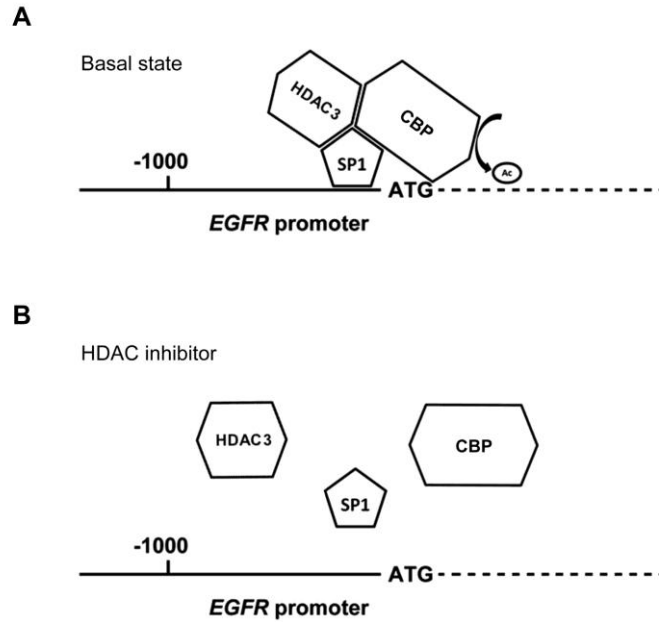 A
Basal state
HDAC3
CBP
SP1
Ac
-1000
ATG
EGFR promoter
B
HDAC inhibitor
HDAC3
CBP
SP1
-1000
ATG
EGFR promoter